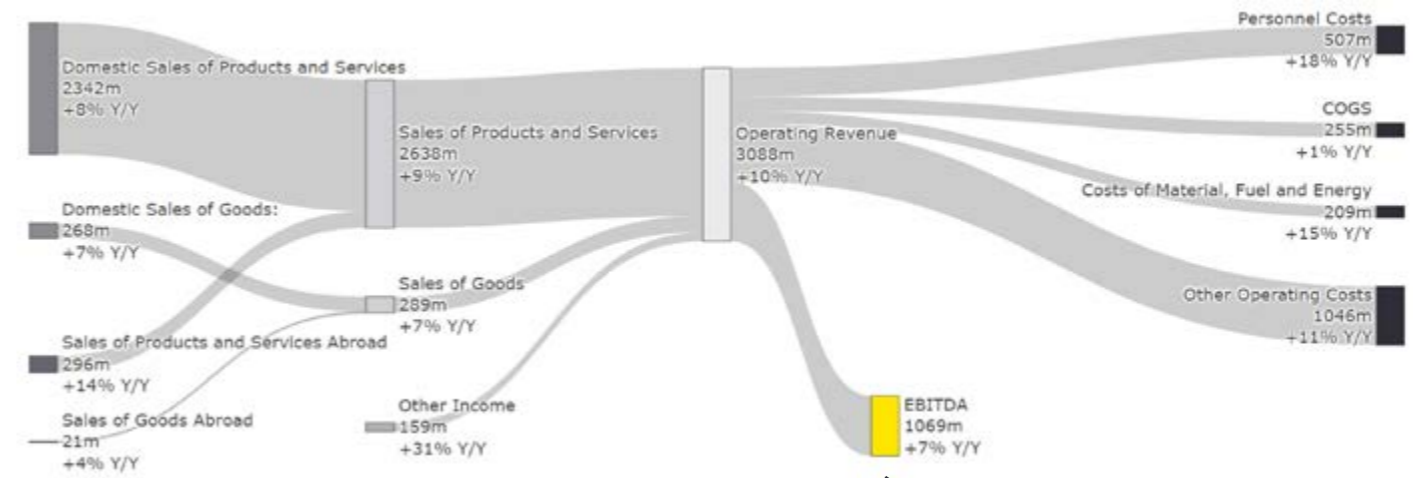 Domestic Sales of Products and Services
2342m
+8% Y/Y
Domestic Sales of Goods:
268m
+7% Y/Y
Sales of Products and Services Abroad
296m
+14% Y/Y
Sales of Goods Abroad
21m
+4% Y/Y
Sales of Products and Services
2638m
+9% Y/Y
Sales of Goods
289m
+7% Y/Y
Other Income
159m
+31% Y/Y
Operating Revenue
3088m
+10% Y/Y
EBITDA
1069m
+7% Y/Y
Personnel Costs
507m
+18% Y/Y
COGS
255m
+1% Y/Y
Costs of Material, Fuel and Energy
209m
+15% Y/Y
Other Operating Costs
1046m
+11% Y/Y